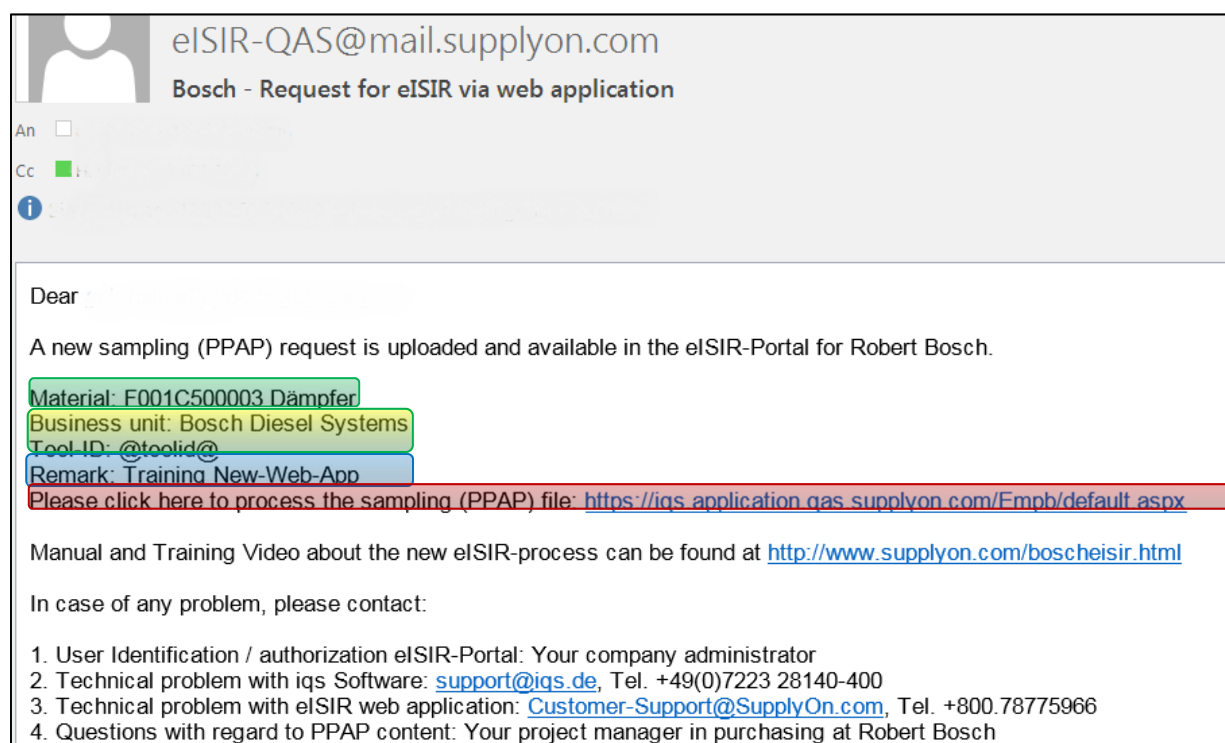 eISIR-QAS@mail.supplyon.com
Bosch - Request for eISIR via web application
An
Cc
Dear
A new sampling (PPAP) request is uploaded and available in the eISIR-Portal for Robert Bosch.
Material: F001C500003 Dämpfer
Business unit: Bosch Diesel Systems
Tool-ID: @toolid@
Remark: Training New-Web-App
Please click here to process the sampling (PPAP) file: https://iqs.application.qas.supplyon.com/Empb/default.aspx
Manual and Training Video about the new eISIR-process can be found at http://www.supplyon.com/boscheisir.html
In case of any problem, please contact:
1. User Identification / authorization eISIR-Portal: Your company administrator
2. Technical problem with iqs Software: support@iqs.de, Tel. +49(0)7223 28140-400
3. Technical problem with eISIR web application: Customer-Support@SupplyOn.com, Tel. +800.78775966
4. Questions with regard to PPAP content: Your project manager in purchasing at Robert Bosch